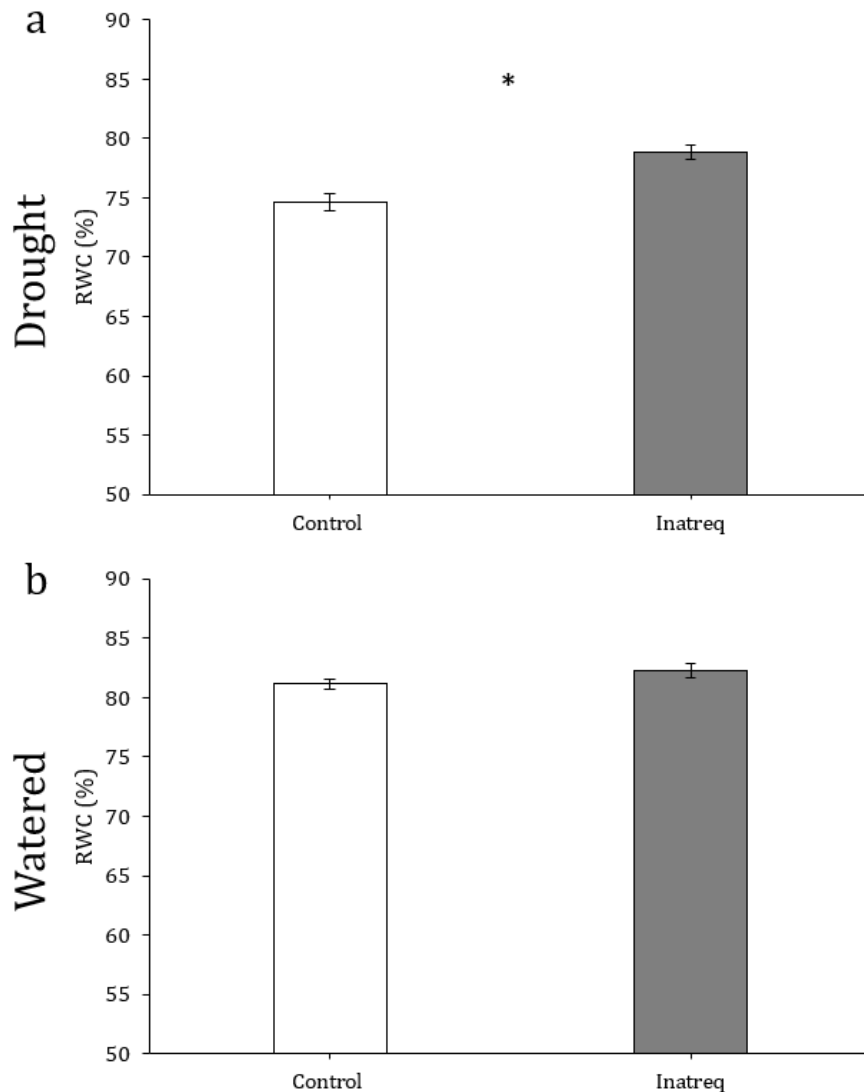 a
Drought
RWC (%)
90
85
80
75
70
65
60
55
50
*
Control
Inatreq
b
Watered
RWC (%)
90
85
80
75
70
65
60
55
50
Control
Inatreq